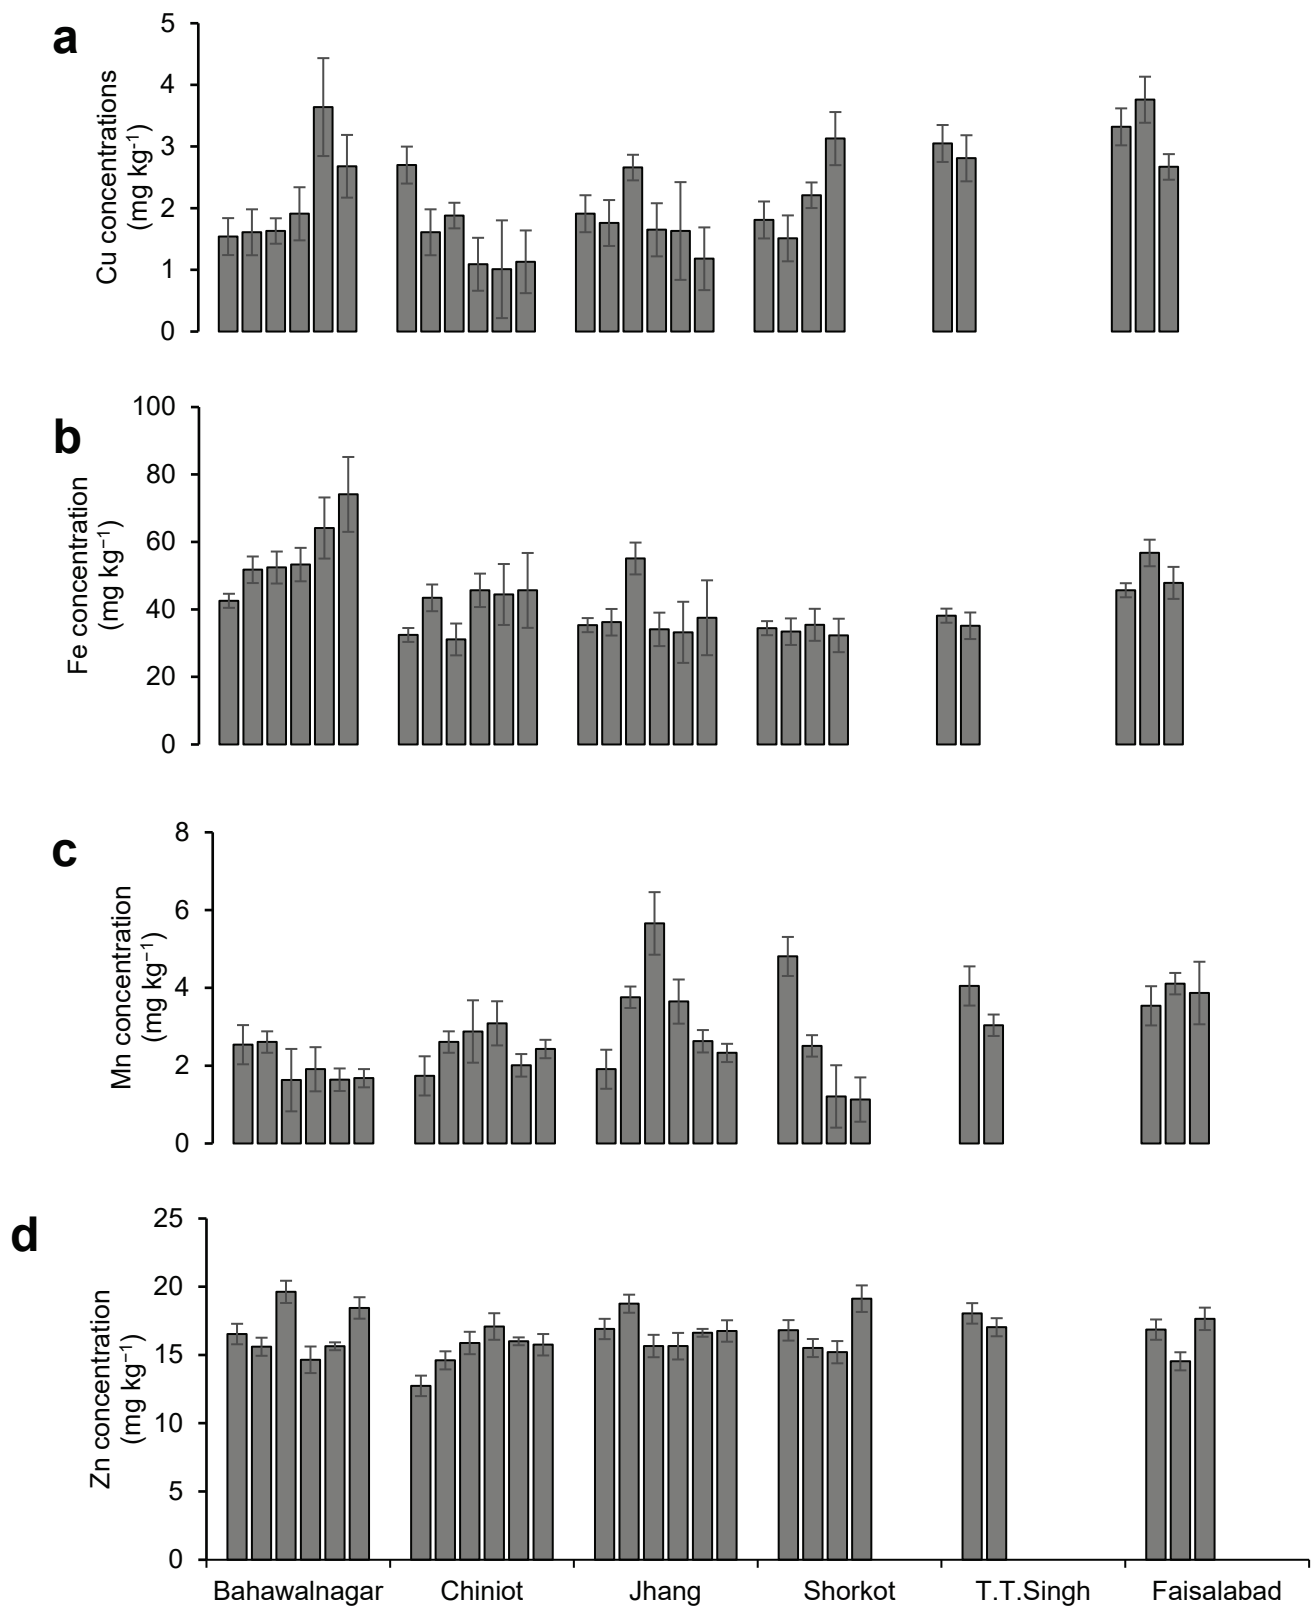 a
Cu concentrations
(mg kg⁻¹)
5
4
3
2
1
0
b
Fe concentration
(mg kg⁻¹)
100
80
60
40
20
0
c
Mn concentration
(mg kg⁻¹)
8
6
4
2
0
d
Zn concentration
(mg kg⁻¹)
25
20
15
10
5
0
Bahawalnagar Chiniot Jhang Shorkot T.T.Singh Faisalabad